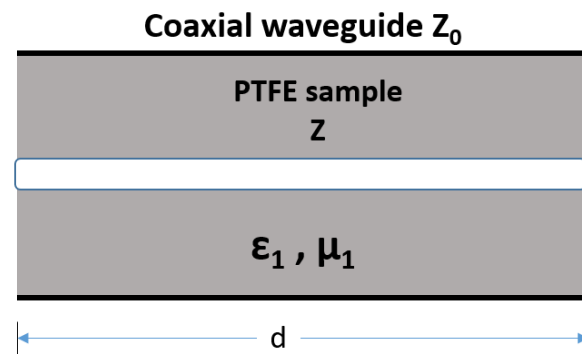 Coaxial waveguide Z₀
PTFE sample
Z
ε₁ , μ₁
d